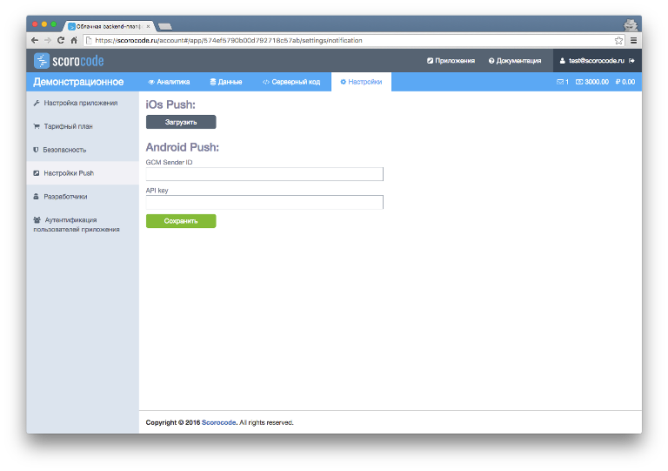 Облачная backend-плат
https://scorocode.ru/account#/app/574ef5790b00d792718c57ab/settings/notification
scorocode
Приложения
Документация
test@scorocode.ru
Демонстрационное
Аналитика
Данные
Серверный код
Настройки
1
3000.00
₽ 0.00
Настройка приложения
Тарифный план
Безопасность
Настройки Push
Разработчики
Аутентификация
пользователей приложения
iOs Push:
Загрузить
Android Push:
GCM Sender ID
API key
Сохранить
Copyright © 2016 Scorocode. All rights reserved.